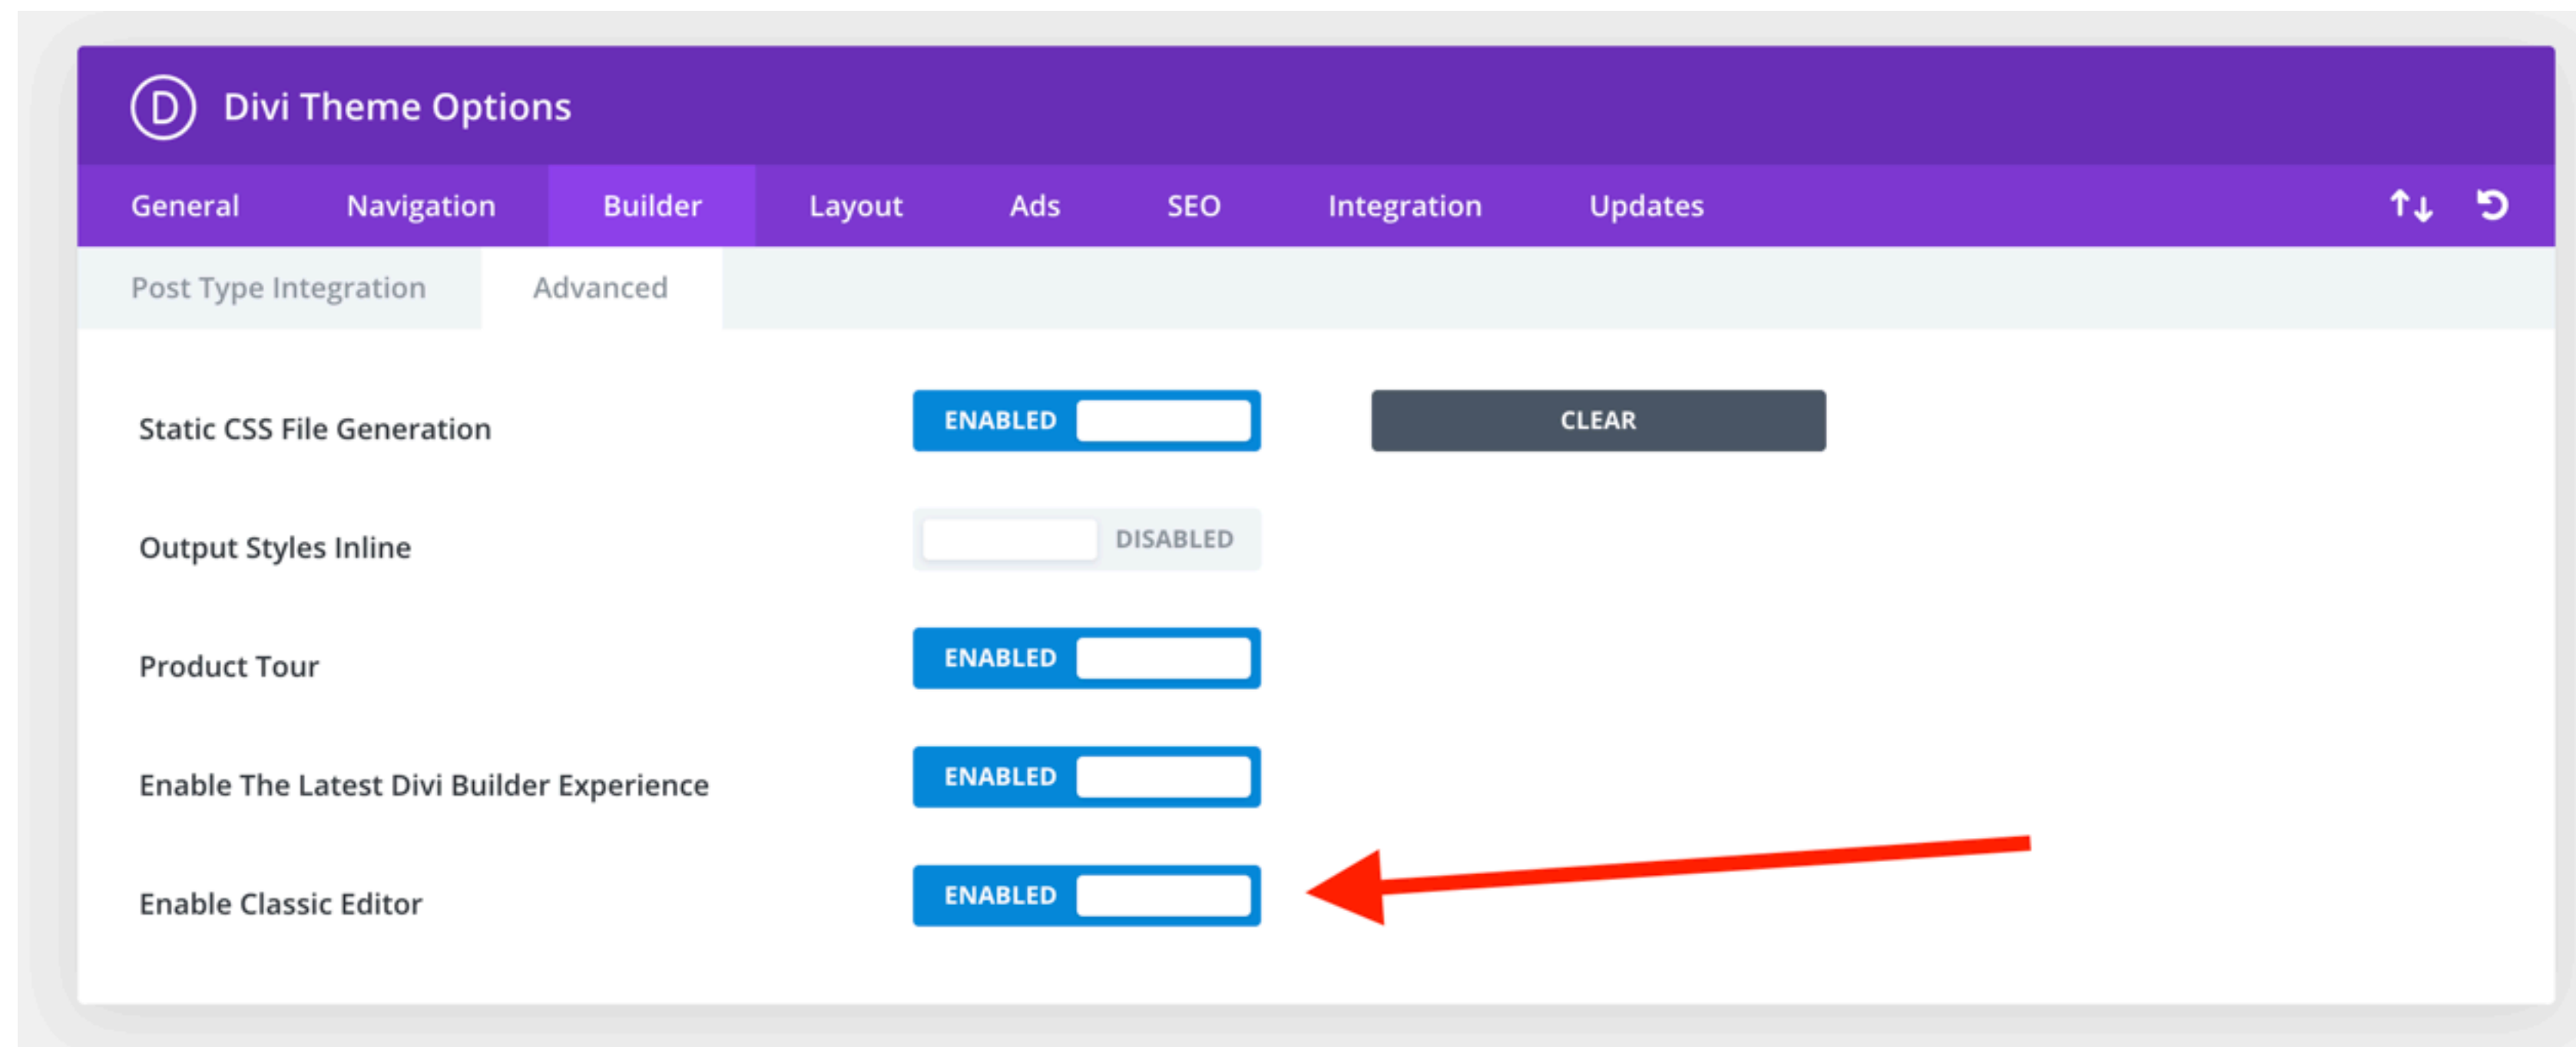 D Divi Theme Options
General Navigation Builder Layout Ads SEO Integration Updates
Post Type Integration Advanced
Static CSS File Generation ENABLED CLEAR
Output Styles Inline DISABLED
Product Tour ENABLED
Enable The Latest Divi Builder Experience ENABLED
Enable Classic Editor ENABLED